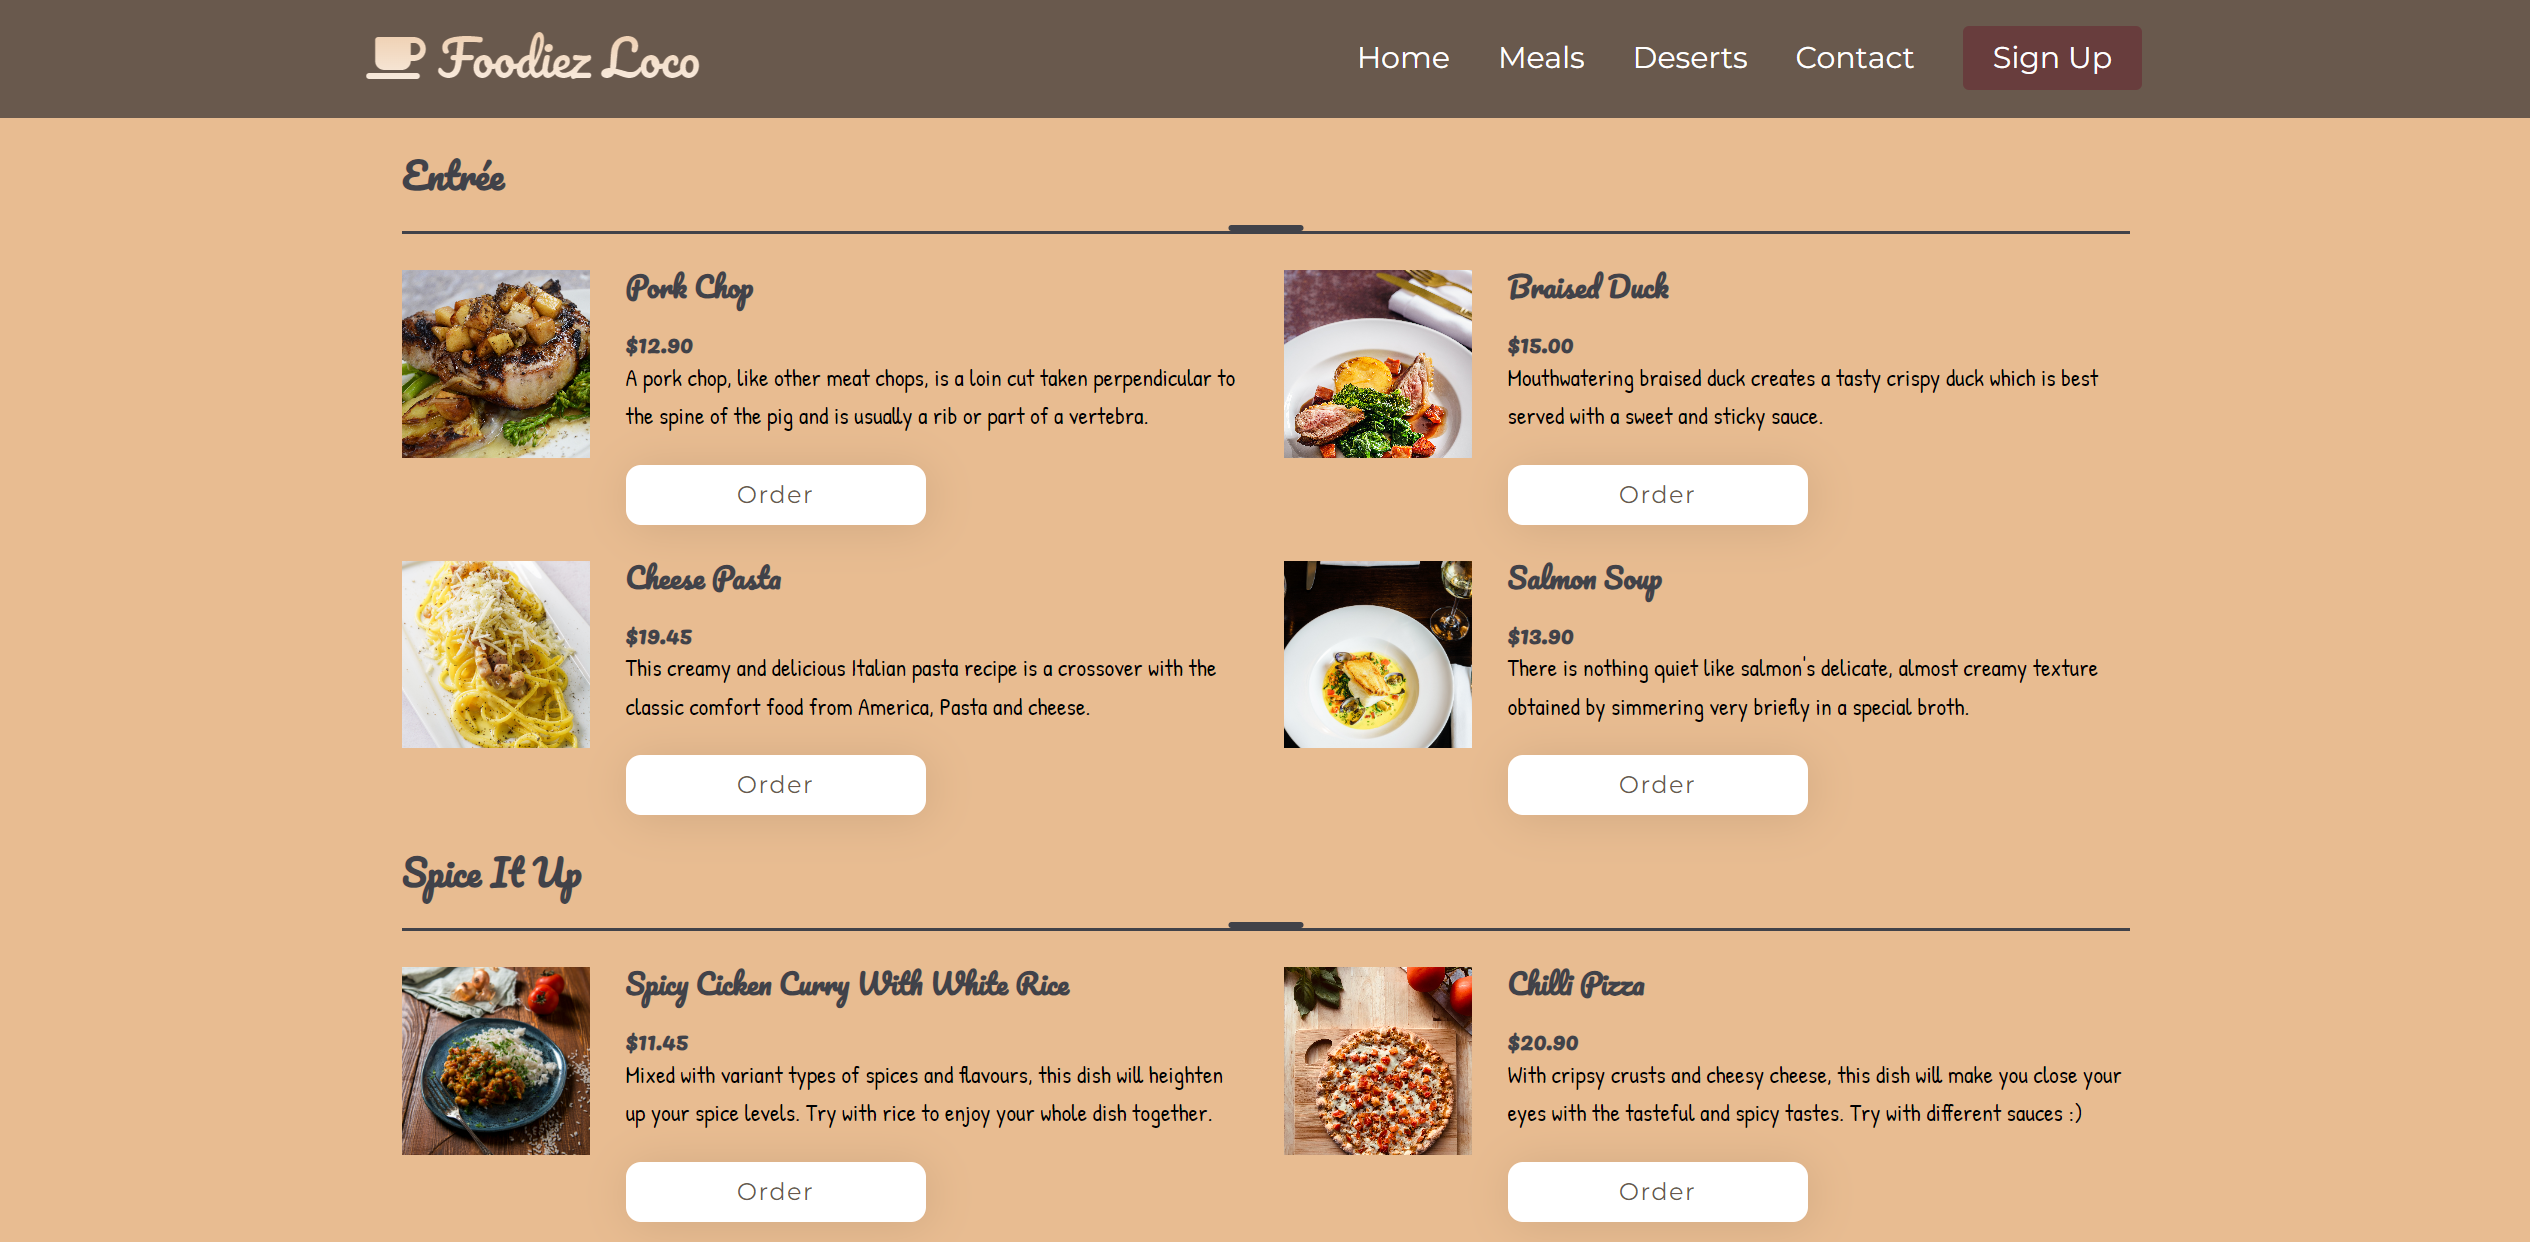 Foodiez Loco
Home Meals Deserts Contact Sign Up
Entrée
Pork Chop
$12.90
A pork chop, like other meat chops, is a loin cut taken perpendicular to
the spine of the pig and is usually a rib or part of a vertebra.
Order
Braised Duck
$15.00
Mouthwatering braised duck creates a tasty crispy duck which is best
served with a sweet and sticky sauce.
Order
Cheese Pasta
$19.45
This creamy and delicious Italian pasta recipe is a crossover with the
classic comfort food from America, Pasta and cheese.
Order
Salmon Soup
$13.90
There is nothing quiet like salmon's delicate, almost creamy texture
obtained by simmering very briefly in a special broth.
Order
Spice It Up
Spicy Cicken Curry With White Rice
$11.45
Mixed with variant types of spices and flavours, this dish will heighten
up your spice levels. Try with rice to enjoy your whole dish together.
Order
Chilli Pizza
$20.90
With cripsy crusts and cheesy cheese, this dish will make you close your
eyes with the tasteful and spicy tastes. Try with different sauces :)
Order